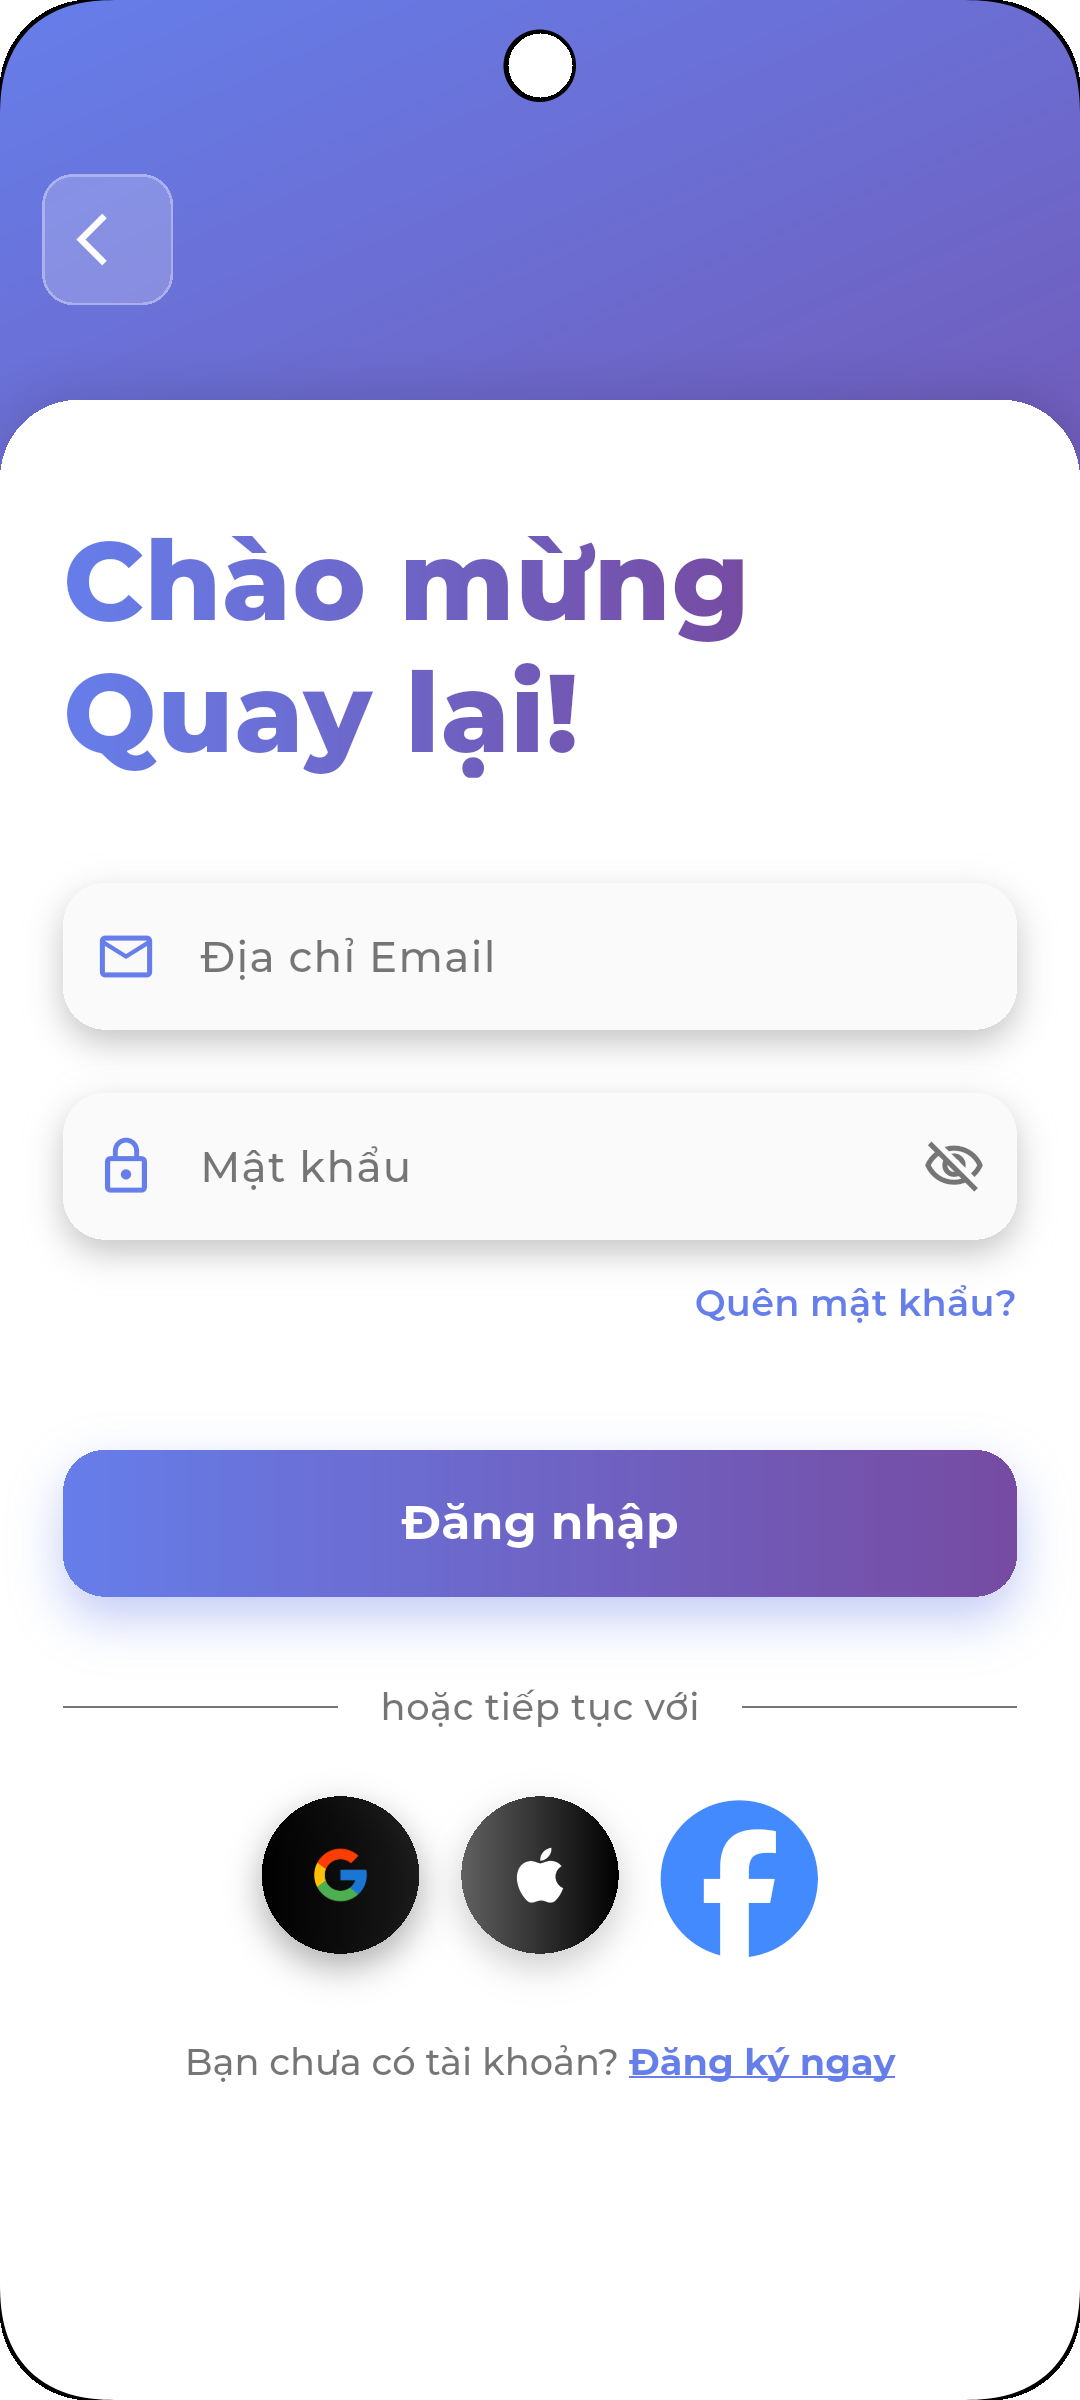 Chào mừng
Quay lại!
Địa chỉ Email
Mật khẩu
Quên mật khẩu?
Đăng nhập
hoặc tiếp tục với
Bạn chưa có tài khoản? Đăng ký ngay